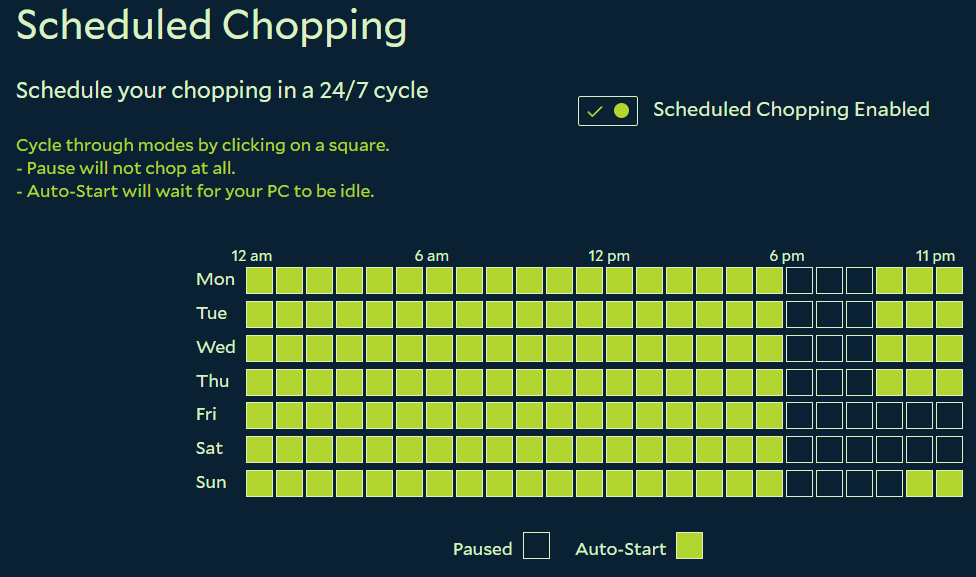 Scheduled Chopping
Schedule your chopping in a 24/7 cycle
Scheduled Chopping Enabled
Cycle through modes by clicking on a square.
- Pause will not chop at all.
- Auto-Start will wait for your PC to be idle.
12 am 6 am 12 pm 6 pm 11 pm
Mon
Tue
Wed
Thu
Fri
Sat
Sun
Paused Auto-Start